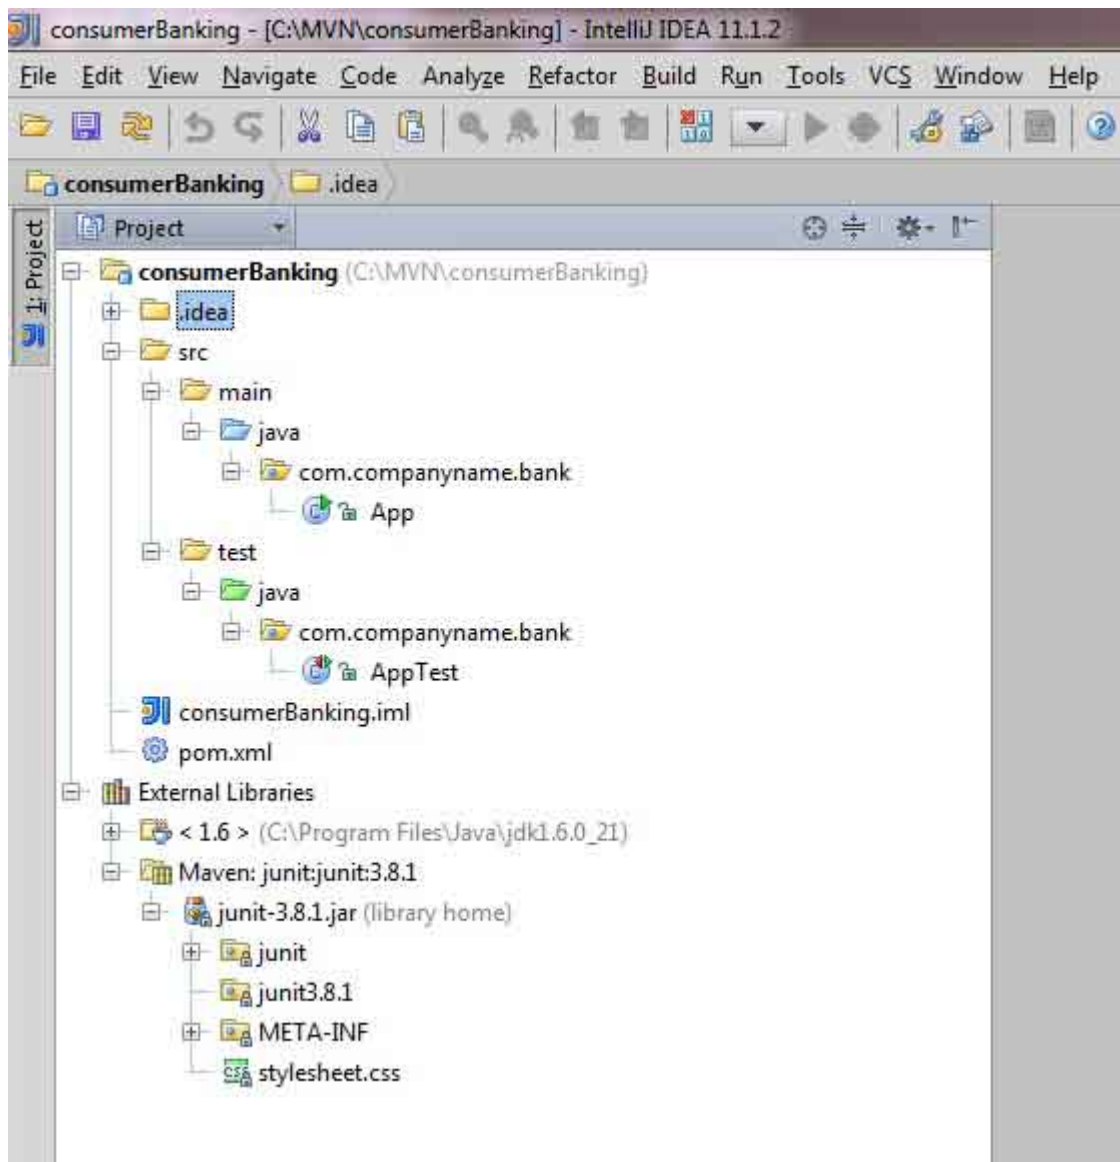 consumerBanking - [C:\MVN\consumerBanking] - IntelliJ IDEA 11.1.2
File Edit View Navigate Code Analyze Refactor Build Run Tools VCS Window Help
consumerBanking .idea
1: Project
Project
consumerBanking (C:\MVN\consumerBanking)
.idea
src
main
java
com.companyname.bank
App
test
java
com.companyname.bank
AppTest
consumerBanking.iml
pom.xml
External Libraries
< 1.6 > (C:\Program Files\Java\jdk1.6.0_21)
Maven: junit:junit:3.8.1
junit-3.8.1.jar (library home)
junit
junit3.8.1
META-INF
stylesheet.css